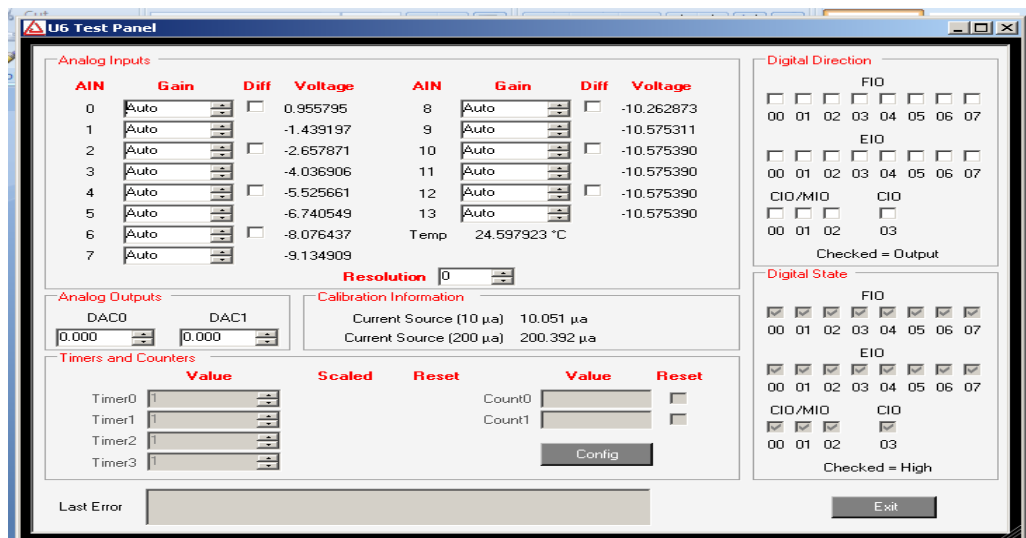 Cut
U6 Test Panel
Analog Inputs
AIN Gain Diff Voltage AIN Gain Diff Voltage
0 Auto 0.955795 8 Auto -10.262873
1 Auto -1.439197 9 Auto -10.575311
2 Auto -2.657871 10 Auto -10.575390
3 Auto -4.036906 11 Auto -10.575390
4 Auto -5.525661 12 Auto -10.575390
5 Auto -6.740549 13 Auto -10.575390
6 Auto -8.076437 Temp 24.597923 °C
7 Auto -9.134909
Resolution 0
Analog Outputs
DAC0 DAC1
0.000 0.000
Calibration Information
Current Source (10 µa) 10.051 µa
Current Source (200 µa) 200.392 µa
Timers and Counters
Value Scaled Reset Value Reset
Timer0 1 Count0
Timer1 1 Count1
Timer2 1
Timer3 1
Config
Last Error
Digital Direction
FIO
00 01 02 03 04 05 06 07
EIO
00 01 02 03 04 05 06 07
CIO/MIO CIO
00 01 02 03
Checked = Output
Digital State
FIO
00 01 02 03 04 05 06 07
EIO
00 01 02 03 04 05 06 07
CIO/MIO CIO
00 01 02 03
Checked = High
Exit